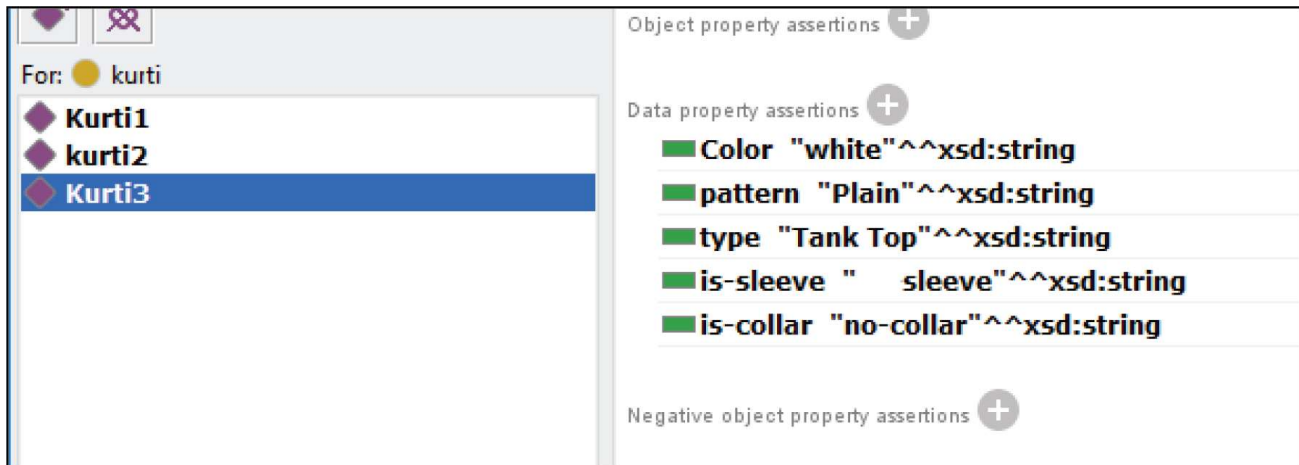 For: kurti
Kurti1
kurti2
Kurti3
Object property assertions
Data property assertions
Color "white"^^xsd:string
pattern "Plain"^^xsd:string
type "Tank Top"^^xsd:string
is-sleeve " sleeve"^^xsd:string
is-collar "no-collar"^^xsd:string
Negative object property assertions